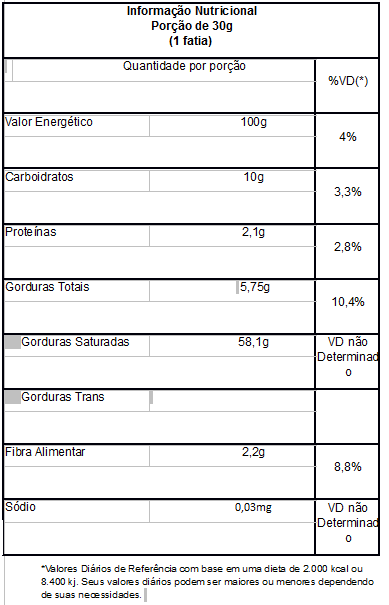 Informação Nutricional
Porção de 30g
(1 fatia)
Quantidade por porção
%VD(*)
Valor Energético 100g
4%
Carboidratos 10g
3,3%
Proteínas 2,1g
2,8%
Gorduras Totais 5,75g
10,4%
Gorduras Saturadas 58,1g
VD não
Determinad
o
Gorduras Trans
Fibra Alimentar 2,2g
8,8%
Sódio 0,03mg
VD não
Determinad
o
*Valores Diários de Referência com base em uma dieta de 2.000 kcal ou
8.400 kj. Seus valores diários podem ser maiores ou menores dependendo
de suas necessidades.